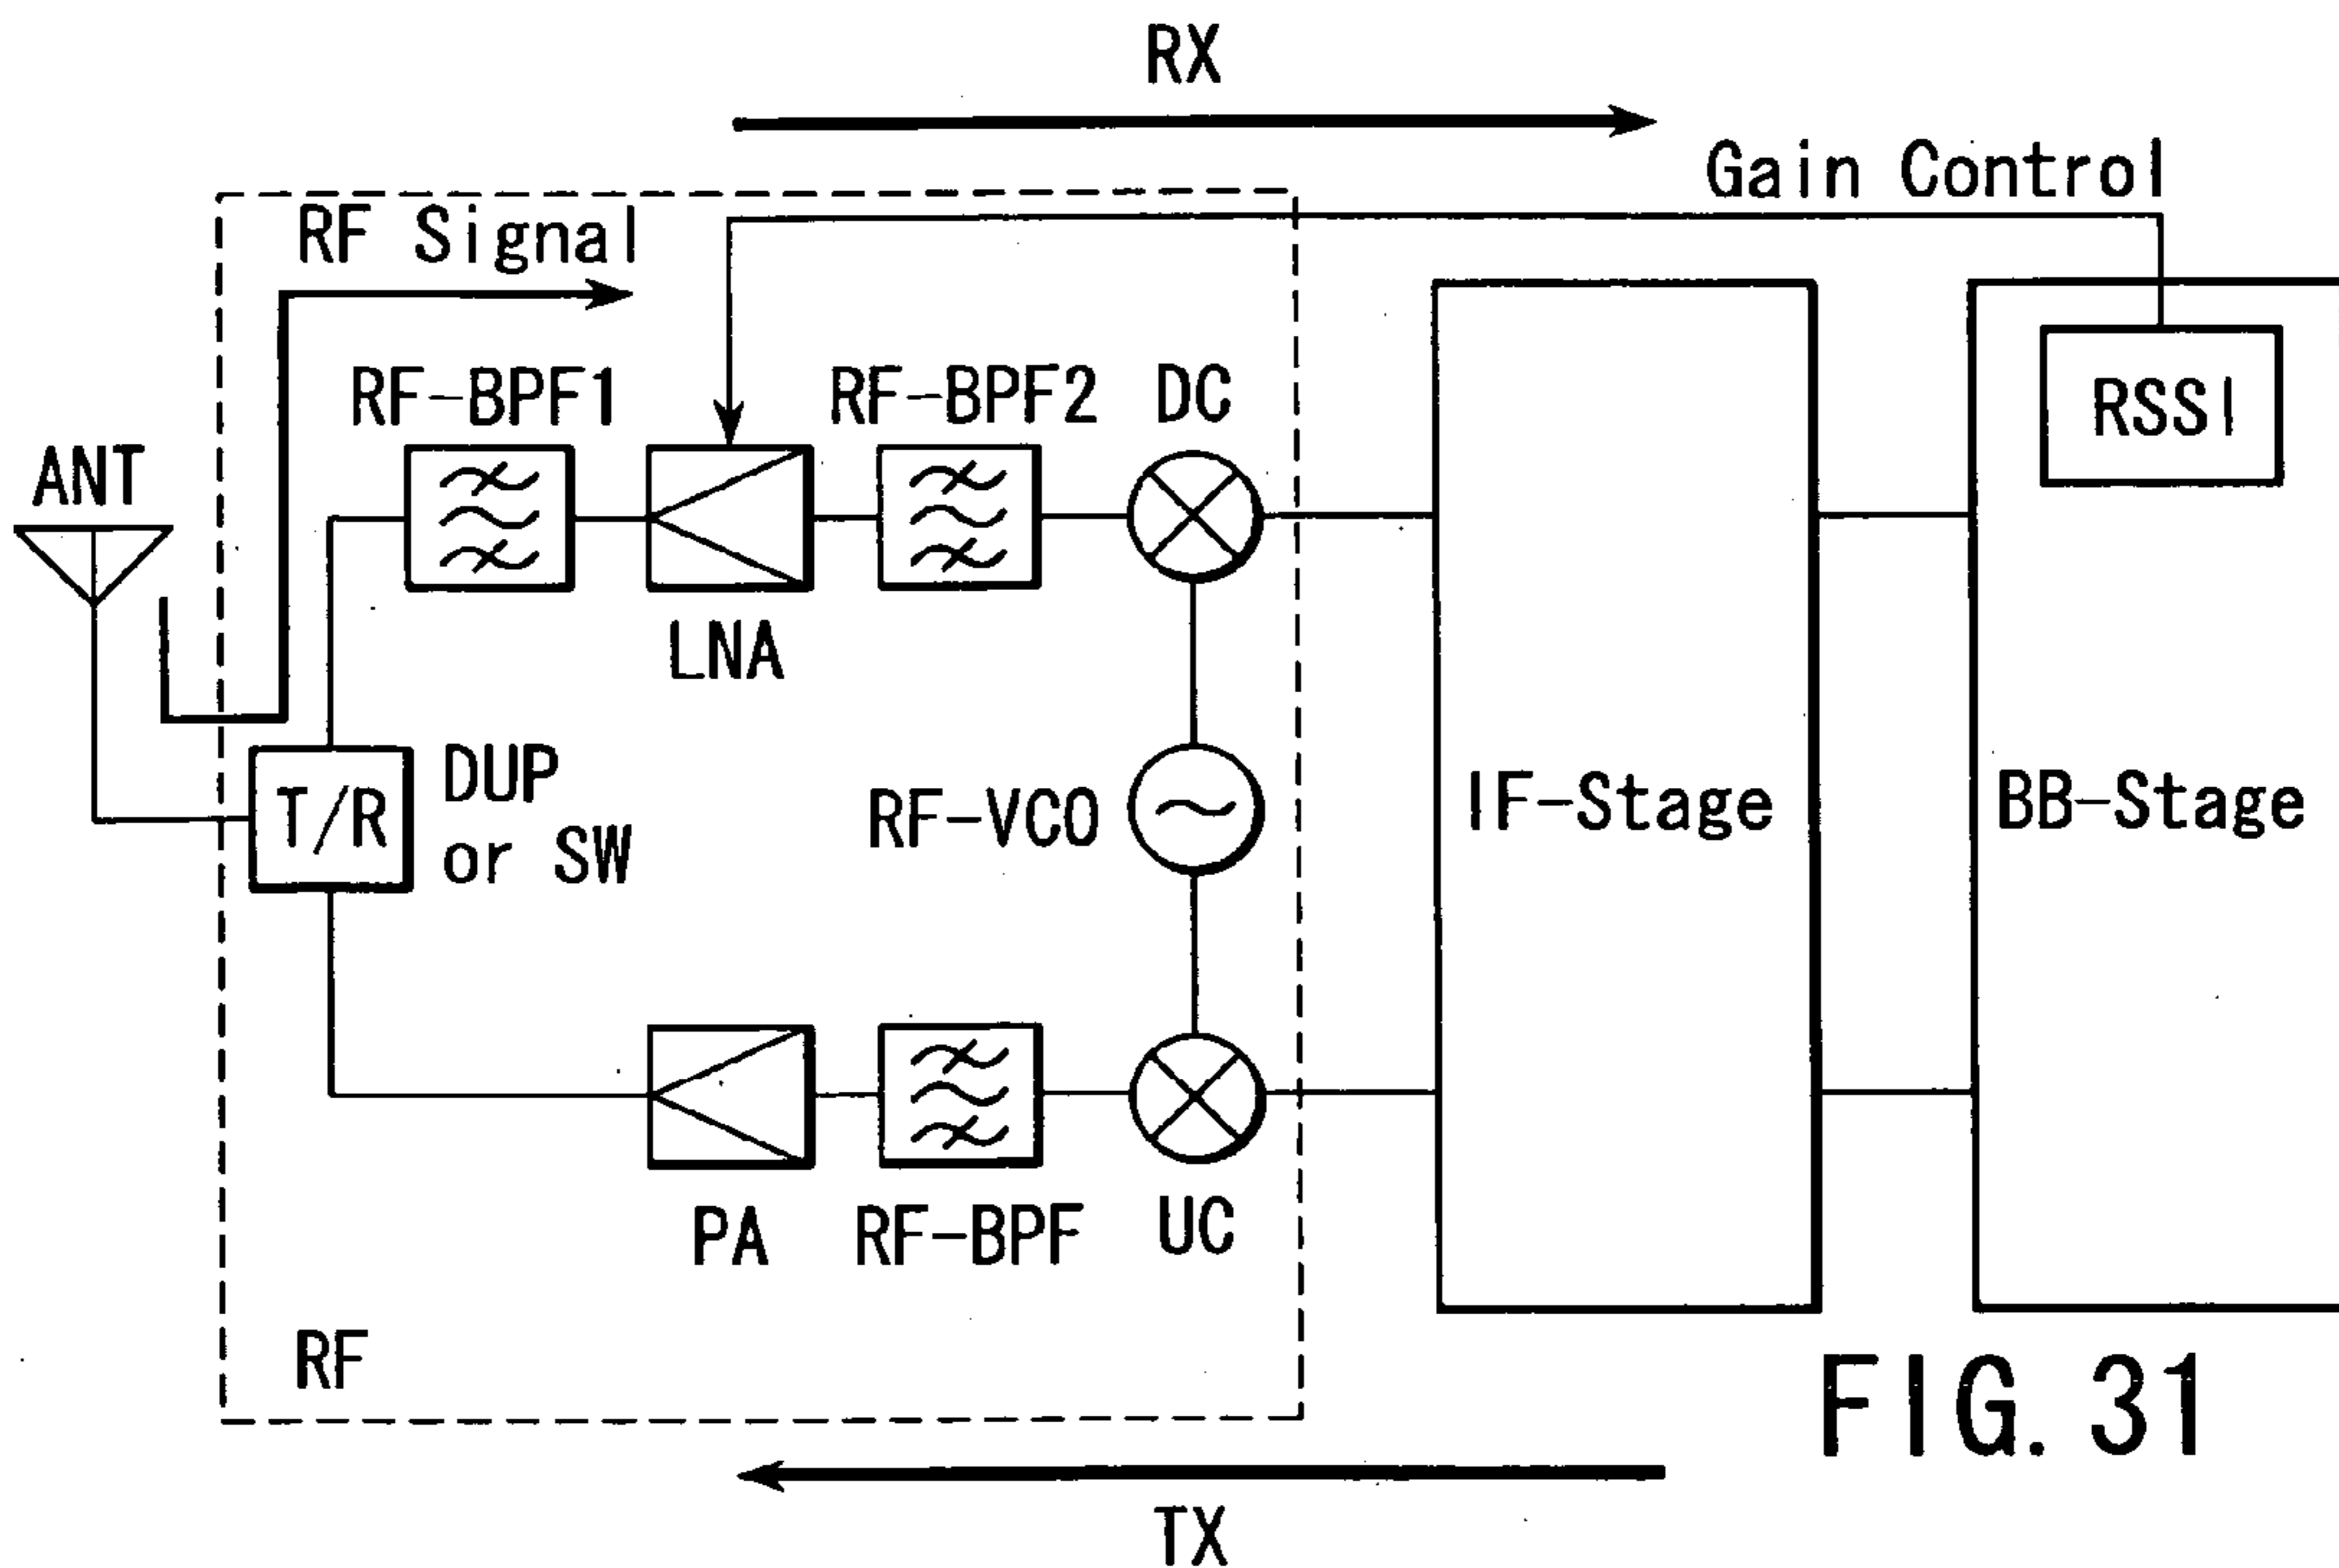 RX
Gain Control
RF Signal
RF-BPF1
RF-BPF2
DC
RSSI
ANT
LNA
T/R
DUP
or SW
RF-VCO
IF-Stage
BB-Stage
PA
RF-BPF
UC
RF
FIG. 31
TX